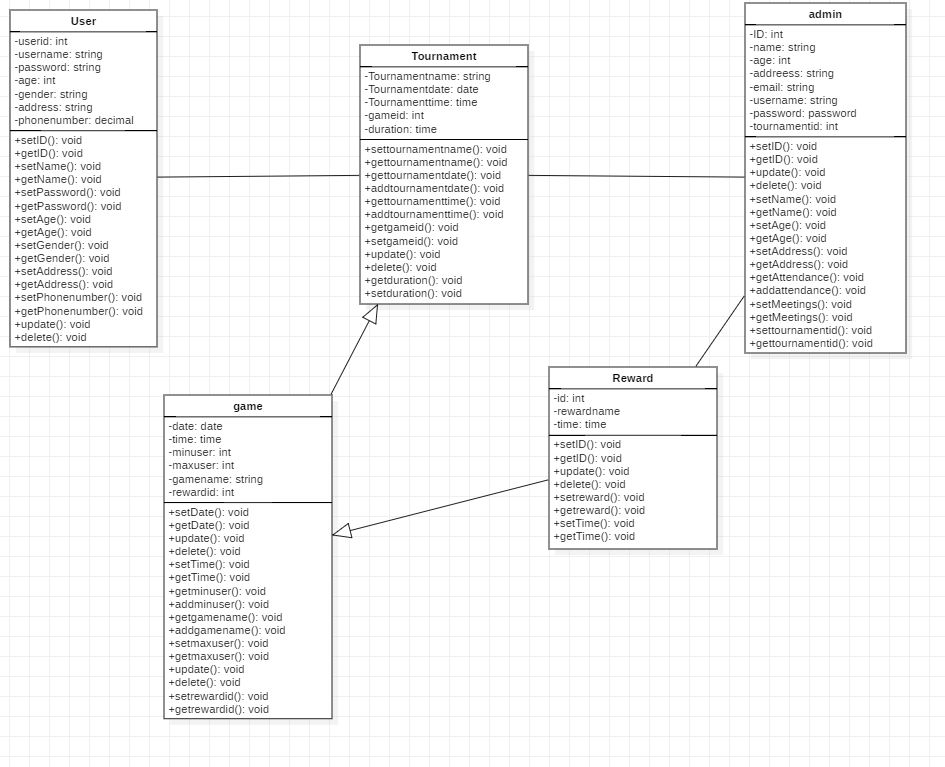 User
-userid: int
-username: string
-password: string
-age: int
-gender: string
-address: string
-phonenumber: decimal
+setID(): void
+getID(): void
+setName(): void
+getName(): void
+setPassword(): void
+getPassword(): void
+setAge(): void
+getAge(): void
+setGender(): void
+getGender(): void
+setAddress(): void
+getAddress(): void
+setPhonenumber(): void
+getPhonenumber(): void
+update(): void
+delete(): void
Tournament
-Tournamentname: string
-Tournamentdate: date
-Tournamenttime: time
-gameid: int
-duration: time
+settournamentname(): void
+gettournamentname(): void
+gettournamentdate(): void
+addtournamentdate(): void
+gettournamenttime(): void
+addtournamenttime(): void
+getgameid(): void
+setgameid(): void
+update(): void
+delete(): void
+getduration(): void
+setduration(): void
admin
-ID: int
-name: string
-age: int
-addreess: string
-email: string
-username: string
-password: password
-tournamentid: int
+setID(): void
+getID(): void
+update(): void
+delete(): void
+setName(): void
+getName(): void
+setAge(): void
+getAge(): void
+setAddress(): void
+getAddress(): void
+getAttendance(): void
+addattendance(): void
+setMeetings(): void
+getMeetings(): void
+settournamentid(): void
+gettournamentid(): void
game
-date: date
-time: time
-minuser: int
-maxuser: int
-gamename: string
-rewardid: int
+setDate(): void
+getDate(): void
+update(): void
+delete(): void
+setTime(): void
+getTime(): void
+getminuser(): void
+addminuser(): void
+getgamename(): void
+addgamename(): void
+setmaxuser(): void
+getmaxuser(): void
+update(): void
+delete(): void
+setrewardid(): void
+getrewardid(): void
Reward
-id: int
-rewardname
-time: time
+setID(): void
+getID(): void
+update(): void
+delete(): void
+setreward(): void
+getreward(): void
+setTime(): void
+getTime(): void